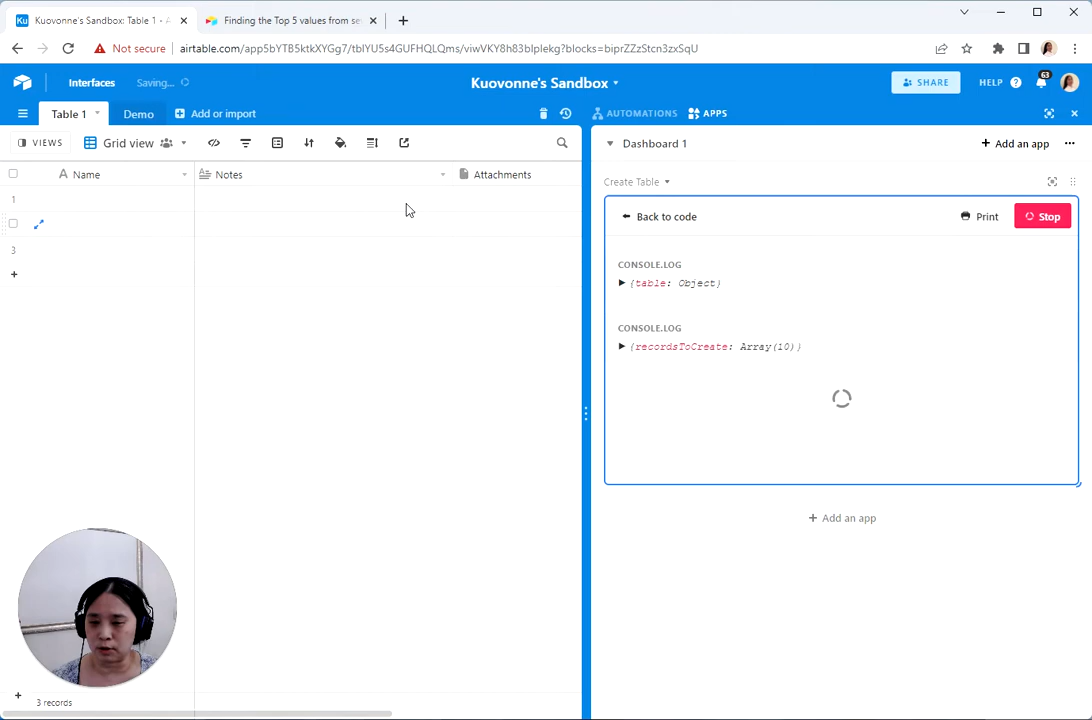 Ku Kuovonne's Sandbox: Table 1 - A
Finding the Top 5 values from sev
Not secure airtable.com/app5bYTB5ktkXYGg7/tblYU5s4GUFHQLQms/viwVKY8h83bIplekg?blocks=biprZZzStcn3zxSqU
Interfaces Saving... Kuovonne's Sandbox SHARE HELP 63
Table 1 Demo Add or import AUTOMATIONS APPS
VIEWS Grid view Dashboard 1 Add an app
Name Notes Attachments
Create Table
1
3
Back to code Print Stop
CONSOLE.LOG
{table: Object}
CONSOLE.LOG
{recordsToCreate: Array(10)}
Add an app
3 records